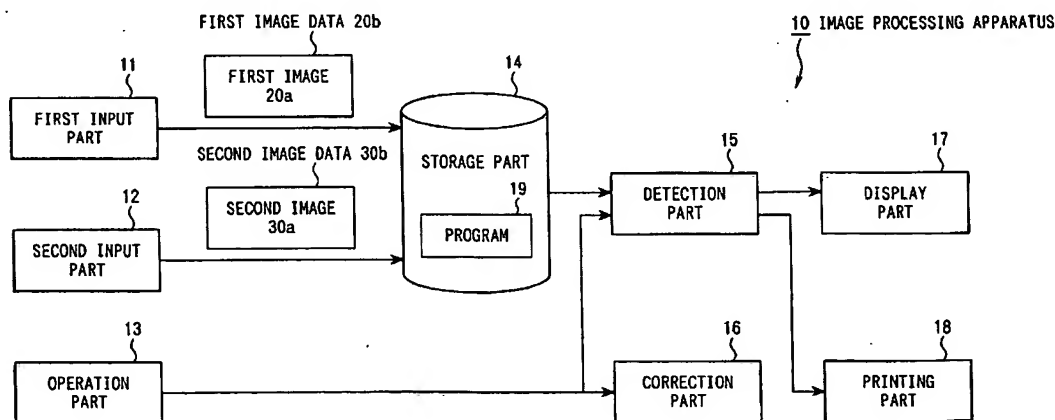 FIRST IMAGE DATA 20b
10 IMAGE PROCESSING APPARATUS
11
FIRST IMAGE
20a
14
FIRST INPUT
PART
SECOND IMAGE DATA 30b
STORAGE PART
15
17
12
SECOND IMAGE
30a
19
PROGRAM
DETECTION
PART
DISPLAY
PART
SECOND INPUT
PART
13
16
18
OPERATION
PART
CORRECTION
PART
PRINTING
PART